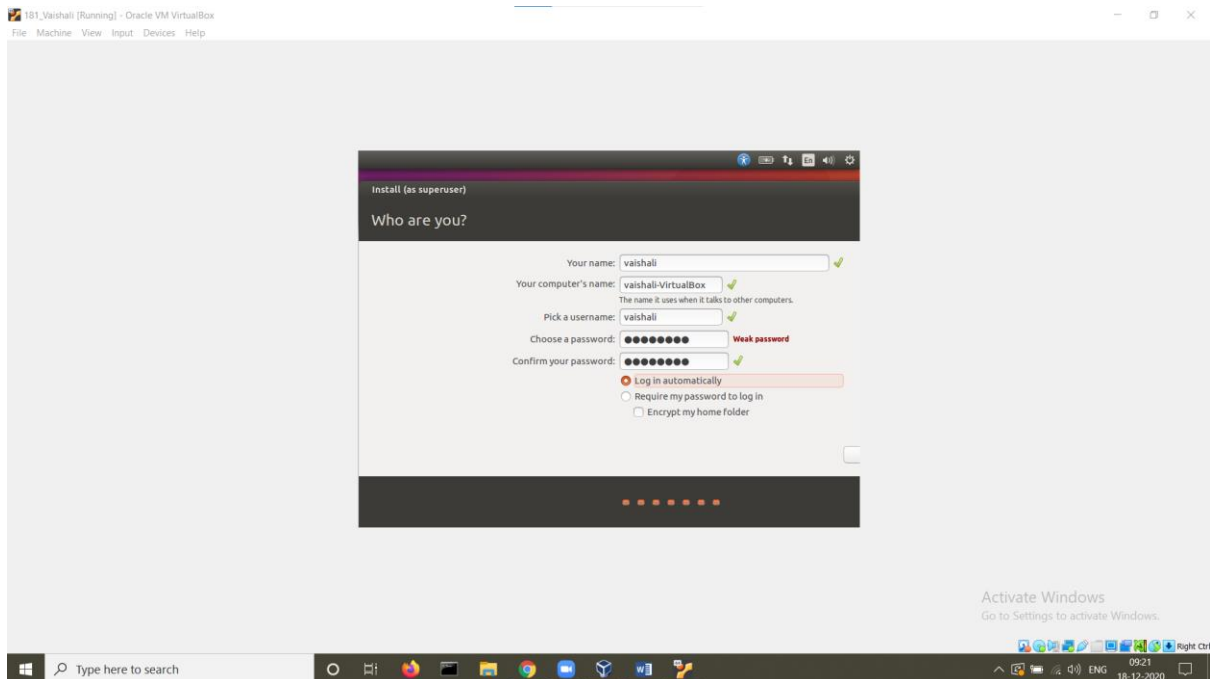 181_Vaishali [Running] - Oracle VM VirtualBox
File Machine View Input Devices Help
En
Install (as superuser)
Who are you?
Your name: vaishali
Your computer's name: vaishali-VirtualBox
The name it uses when it talks to other computers.
Pick a username: vaishali
Choose a password: ●●●●●●●● Weak password
Confirm your password: ●●●●●●●●
Log in automatically
Require my password to log in
Encrypt my home folder
Activate Windows
Go to Settings to activate Windows.
Right Ctrl
Type here to search
ENG
09:21
18-12-2020